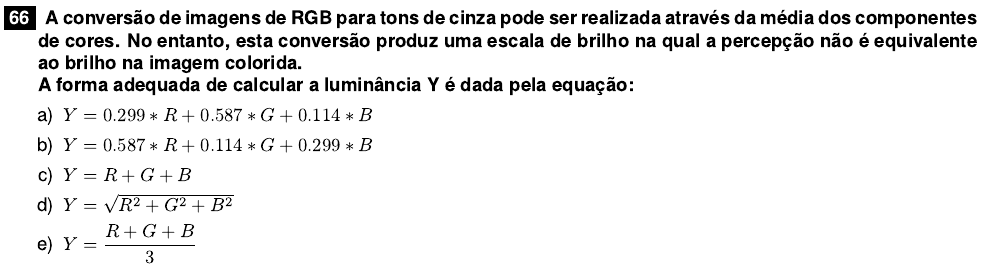 66 A conversão de imagens de RGB para tons de cinza pode ser realizada através da média dos componentes
de cores. No entanto, esta conversão produz uma escala de brilho na qual a percepção não é equivalente
ao brilho na imagem colorida.
A forma adequada de calcular a luminância Y é dada pela equação:
a) Y = 0.299 ∗ R + 0.587 ∗ G + 0.114 ∗ B
b) Y = 0.587 ∗ R + 0.114 ∗ G + 0.299 ∗ B
c) Y = R + G + B
d) Y = √(R² + G² + B²)
e) Y = (R + G + B)/3